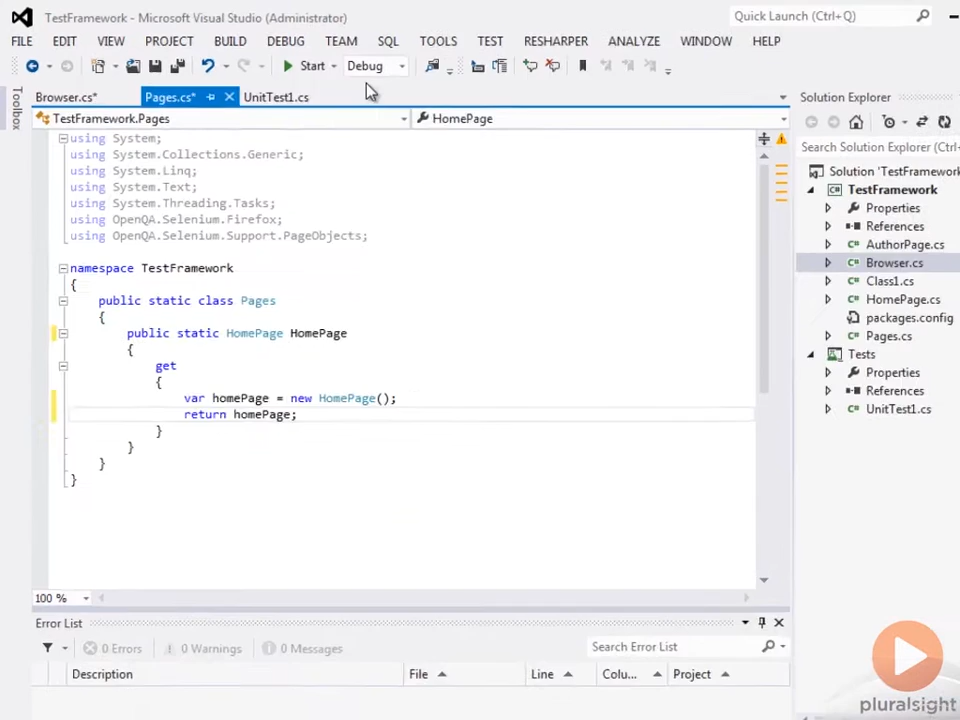 TestFramework - Microsoft Visual Studio (Administrator)
Quick Launch (Ctrl+Q)
FILE EDIT VIEW PROJECT BUILD DEBUG TEAM SQL TOOLS TEST RESHARPER ANALYZE WINDOW HELP
Start Debug
Toolbox
Browser.cs* Pages.cs* UnitTest1.cs
TestFramework.Pages HomePage
using System;
using System.Collections.Generic;
using System.Linq;
using System.Text;
using System.Threading.Tasks;
using OpenQA.Selenium.Firefox;
using OpenQA.Selenium.Support.PageObjects;
namespace TestFramework
{
public static class Pages
{
public static HomePage HomePage
{
get
{
var homePage = new HomePage();
return homePage;
}
}
}
}
100 %
Solution Explorer
Search Solution Explorer (Ctrl+
Solution 'TestFramework
TestFramework
Properties
References
AuthorPage.cs
Browser.cs
Class1.cs
HomePage.cs
packages.config
Pages.cs
Tests
Properties
References
UnitTest1.cs
Error List
0 Errors 0 Warnings 0 Messages Search Error List
Description File Line Colu... Project
pluralsight